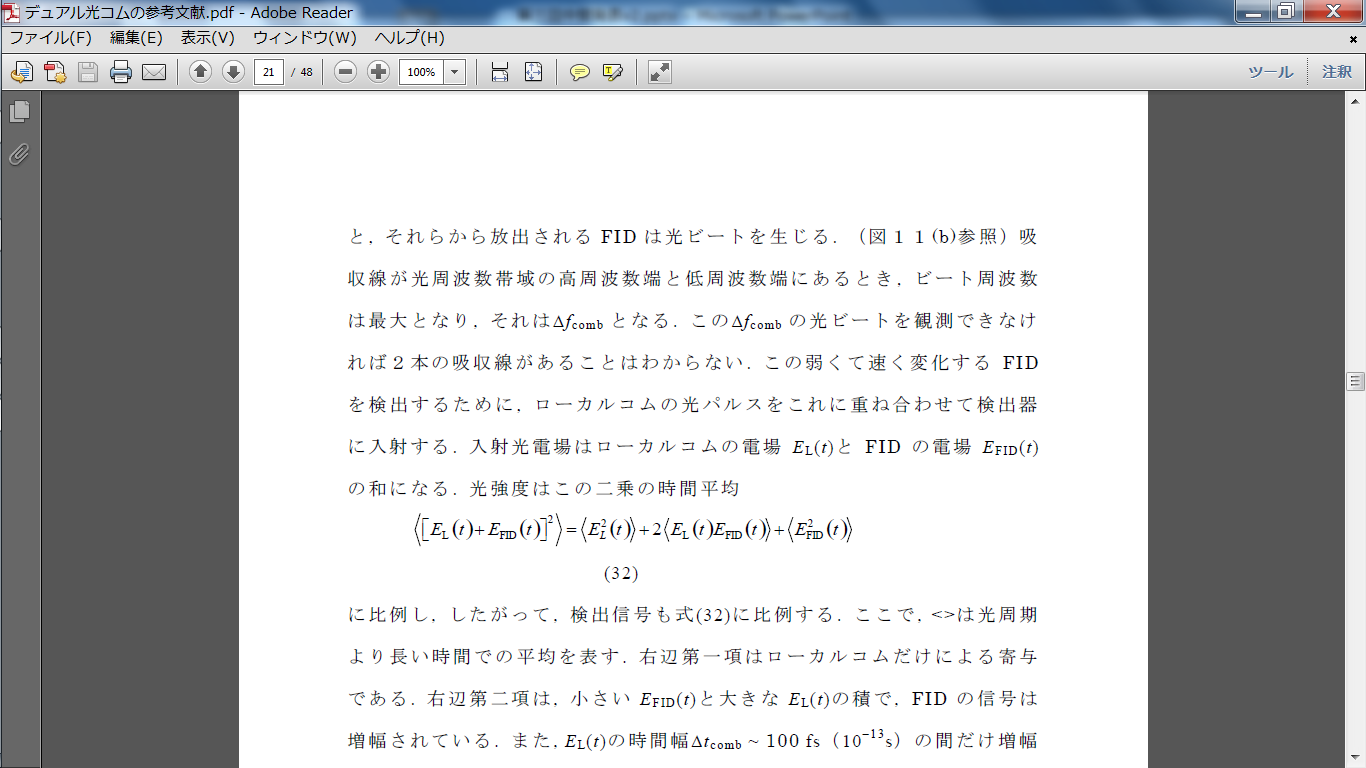 デュアル光コムの参考文献.pdf - Adobe Reader
ファイル(F) 編集(E) 表示(V) ウィンドウ(W) ヘルプ(H)
21 / 48 100% ツール 注釈
と，それらから放出される FID は光ビートを生じる．（図１１(b)参照）吸
収線が光周波数帯域の高周波数端と低周波数端にあるとき，ビート周波数
は最大となり，それはΔfcomb となる．このΔfcomb の光ビートを観測できなけ
れば２本の吸収線があることはわからない．この弱くて速く変化する FID
を検出するために，ローカルコムの光パルスをこれに重ね合わせて検出器
に入射する．入射光電場はローカルコムの電場 EL(t)と FID の電場 EFID(t)
の和になる．光強度はこの二乗の時間平均
⟨[EL(t)+EFID(t)]²⟩=⟨E²L(t)⟩+2⟨EL(t)EFID(t)⟩+⟨E²FID(t)⟩
(32)
に比例し，したがって，検出信号も式(32)に比例する．ここで，<>は光周期
より長い時間での平均を表す．右辺第一項はローカルコムだけによる寄与
である．右辺第二項は，小さい EFID(t)と大きな EL(t)の積で，FID の信号は
増幅されている．また，EL(t)の時間幅Δtcomb ~ 100 fs（10⁻¹³s）の間だけ増幅